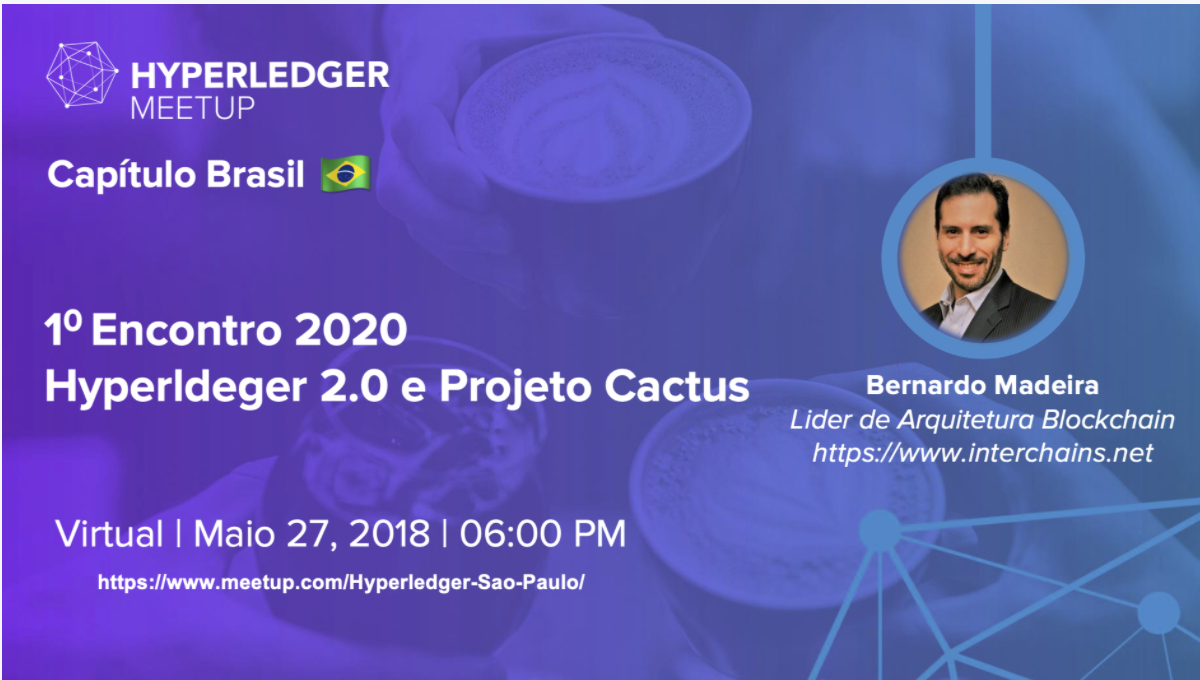 HYPERLEDGER
MEETUP
Capítulo Brasil
1º Encontro 2020
Hyperldeger 2.0 e Projeto Cactus
Bernardo Madeira
Lider de Arquitetura Blockchain
https://www.interchains.net
Virtual | Maio 27, 2018 | 06:00 PM
https://www.meetup.com/Hyperledger-Sao-Paulo/